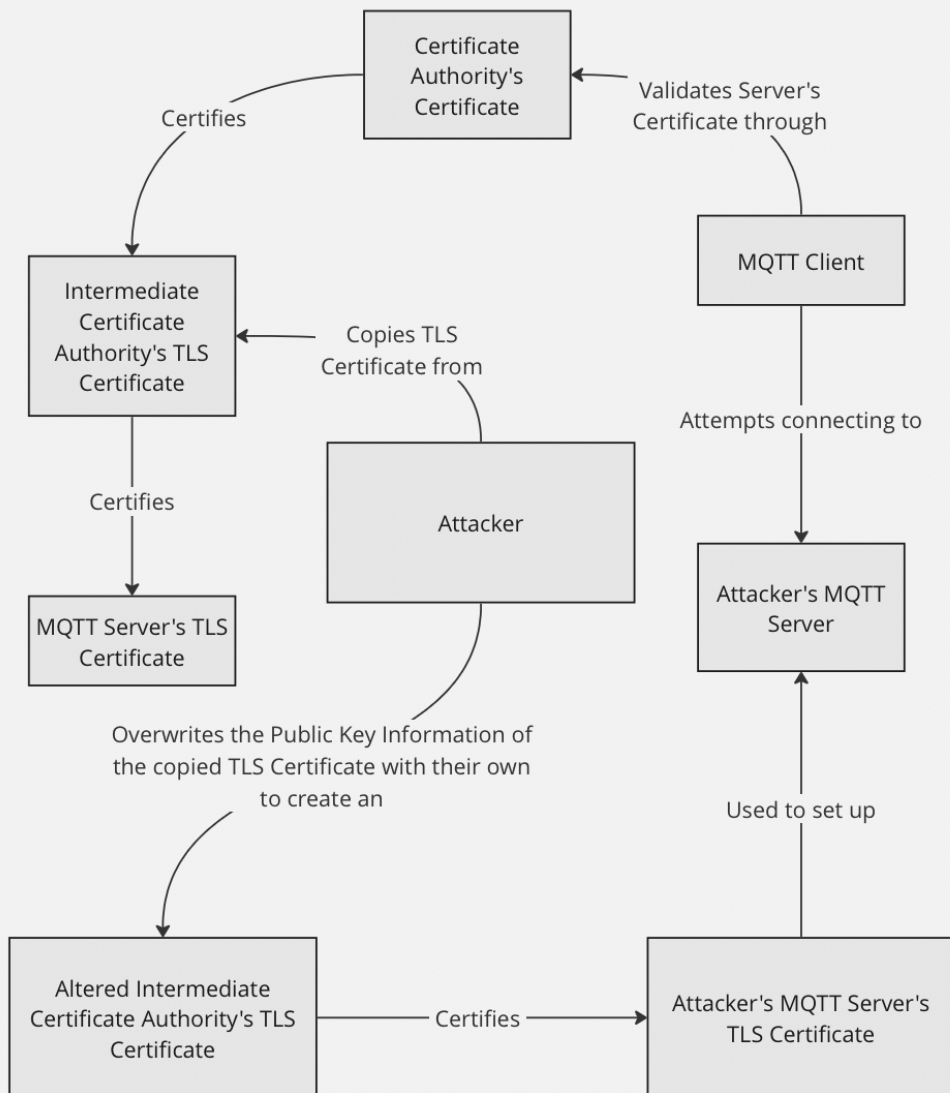 Certificate
Authority's
Certificate
Validates Server's
Certificate through
Certifies
MQTT Client
Intermediate
Certificate
Authority's TLS
Certificate
Copies TLS
Certificate from
Attempts connecting to
Certifies
Attacker
Attacker's MQTT
Server
MQTT Server's TLS
Certificate
Overwrites the Public Key Information of
the copied TLS Certificate with their own
to create an
Used to set up
Altered Intermediate
Certificate Authority's TLS
Certificate
Certifies
Attacker's MQTT Server's
TLS Certificate